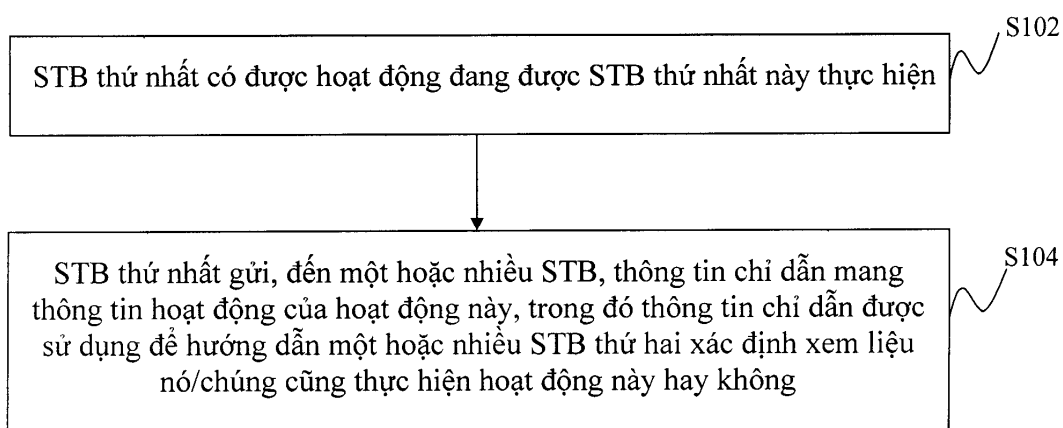 S102
STB thứ nhất có được hoạt động đang được STB thứ nhất này thực hiện
S104
STB thứ nhất gửi, đến một hoặc nhiều STB, thông tin chỉ dẫn mang
thông tin hoạt động của hoạt động này, trong đó thông tin chỉ dẫn được
sử dụng để hướng dẫn một hoặc nhiều STB thứ hai xác định xem liệu
nó/chúng cũng thực hiện hoạt động này hay không